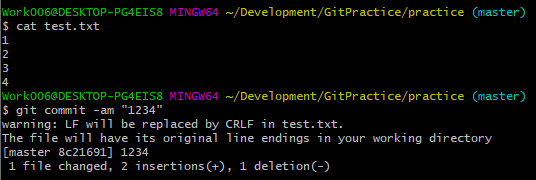 Work006@DESKTOP-PG4EIS8 MINGW64 ~/Development/GitPractice/practice (master)
$ cat test.txt
1
2
3
4
Work006@DESKTOP-PG4EIS8 MINGW64 ~/Development/GitPractice/practice (master)
$ git commit -am "1234"
warning: LF will be replaced by CRLF in test.txt.
The file will have its original line endings in your working directory
[master 8c21691] 1234
 1 file changed, 2 insertions(+), 1 deletion(-)